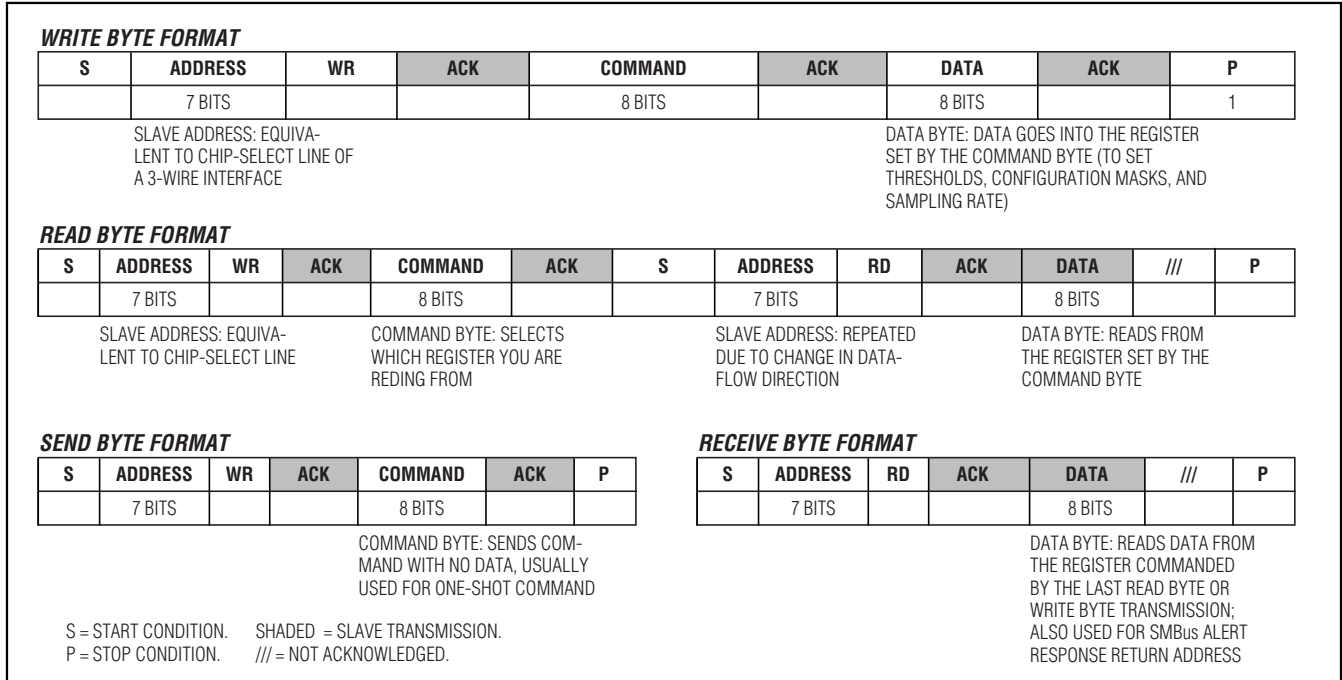 WRITE BYTE FORMAT
S ADDRESS WR ACK COMMAND ACK DATA ACK P
7 BITS 8 BITS 8 BITS 1
SLAVE ADDRESS: EQUIVA-
LENT TO CHIP-SELECT LINE OF
A 3-WIRE INTERFACE
DATA BYTE: DATA GOES INTO THE REGISTER
SET BY THE COMMAND BYTE (TO SET
THRESHOLDS, CONFIGURATION MASKS, AND
SAMPLING RATE)
READ BYTE FORMAT
S ADDRESS WR ACK COMMAND ACK S ADDRESS RD ACK DATA /// P
7 BITS 8 BITS 7 BITS 8 BITS
SLAVE ADDRESS: EQUIVA-
LENT TO CHIP-SELECT LINE
COMMAND BYTE: SELECTS
WHICH REGISTER YOU ARE
REDING FROM
SLAVE ADDRESS: REPEATED
DUE TO CHANGE IN DATA-
FLOW DIRECTION
DATA BYTE: READS FROM
THE REGISTER SET BY THE
COMMAND BYTE
SEND BYTE FORMAT
S ADDRESS WR ACK COMMAND ACK P
7 BITS 8 BITS
COMMAND BYTE: SENDS COM-
MAND WITH NO DATA, USUALLY
USED FOR ONE-SHOT COMMAND
RECEIVE BYTE FORMAT
S ADDRESS RD ACK DATA /// P
7 BITS 8 BITS
DATA BYTE: READS DATA FROM
THE REGISTER COMMANDED
BY THE LAST READ BYTE OR
WRITE BYTE TRANSMISSION;
ALSO USED FOR SMBus ALERT
RESPONSE RETURN ADDRESS
S = START CONDITION. SHADED = SLAVE TRANSMISSION.
P = STOP CONDITION. /// = NOT ACKNOWLEDGED.